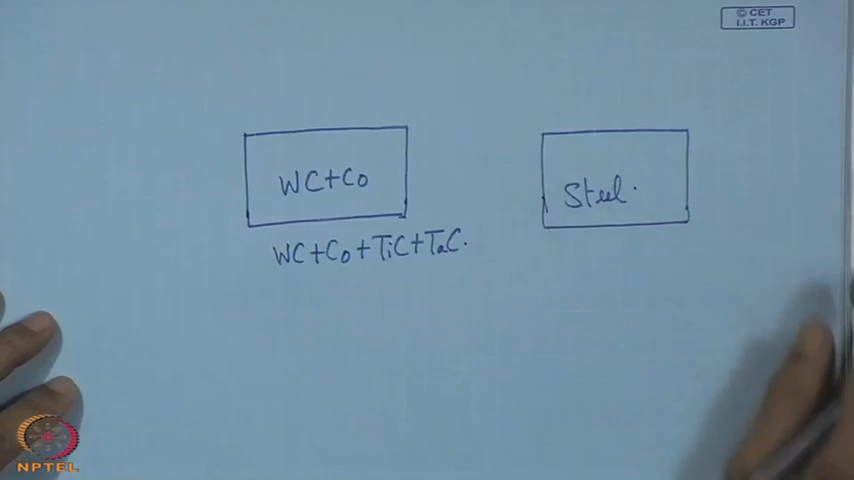 © CET
I.I.T. KGP
WC+Co
Steel.
WC+Co+TiC+TaC.
NPTEL